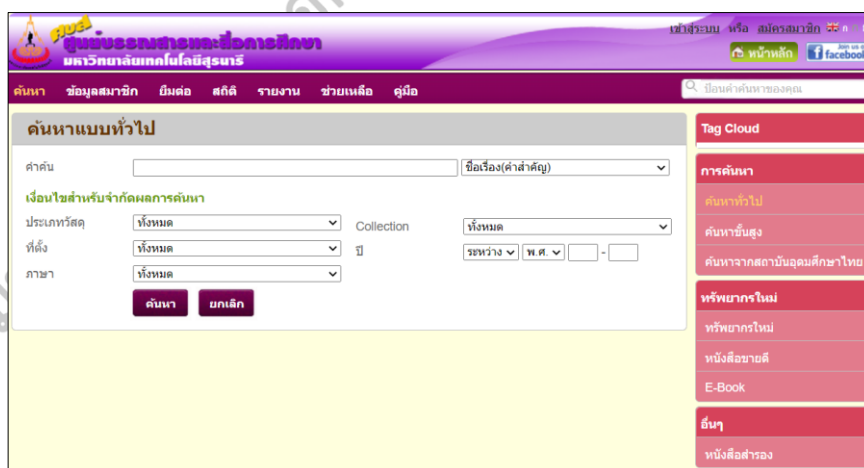 เข้าสู่ระบบ หรือ สมัครสมาชิก
ศูนย์บรรณสารและสื่อการศึกษา
มหาวิทยาลัยเทคโนโลยีสุรนารี
หน้าหลัก facebook
ค้นหา ข้อมูลสมาชิก ยืมต่อ สถิติ รายงาน ช่วยเหลือ คู่มือ ป้อนคำค้นหาของคุณ
ค้นหาแบบทั่วไป
คำค้น ชื่อเรื่อง(คำสำคัญ)
เงื่อนไขสำหรับจำกัดผลการค้นหา
ประเภทวัสดุ ทั้งหมด Collection ทั้งหมด
ที่ตั้ง ทั้งหมด ปี ระหว่าง พ.ศ. -
ภาษา ทั้งหมด
ค้นหา ยกเลิก
Tag Cloud
การค้นหา
ค้นหาทั่วไป
ค้นหาขั้นสูง
ค้นหาจากสถาบันอุดมศึกษาไทย
ทรัพยากรใหม่
ทรัพยากรใหม่
หนังสือขายดี
E-Book
อื่นๆ
หนังสือสำรอง